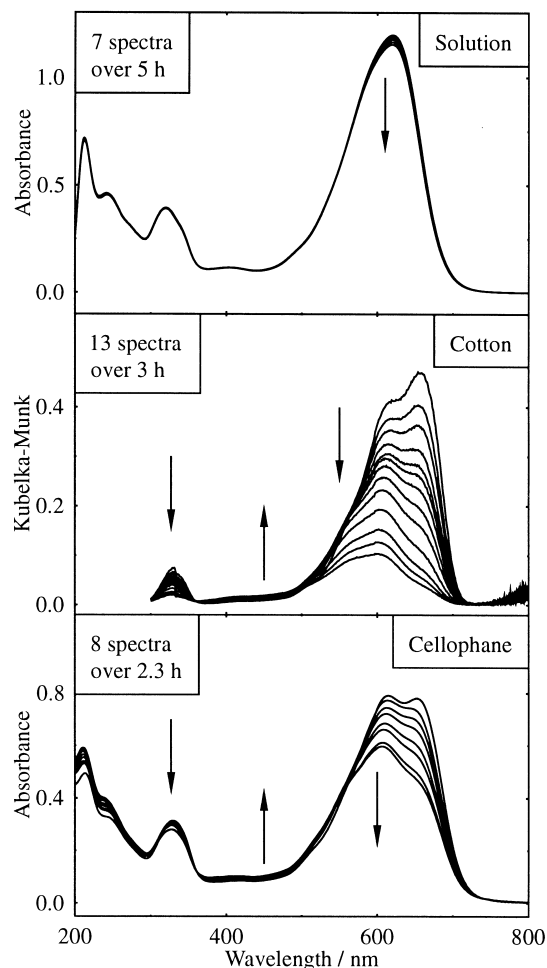 7 spectra
over 5 h
Solution
1.0
0.5
0.0
Absorbance
13 spectra
over 3 h
Cotton
0.4
0.2
0.0
Kubelka-Munk
8 spectra
over 2.3 h
Cellophane
0.8
0.4
0.0
Absorbance
200
400
600
800
Wavelength / nm